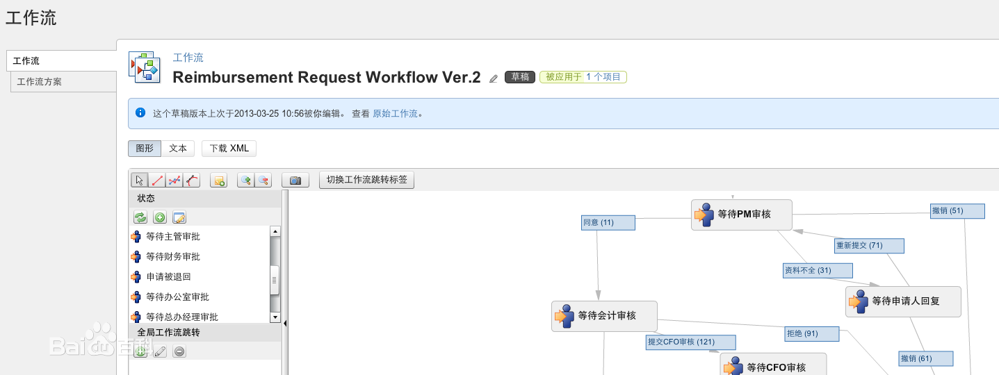 工作流
工作流
工作流方案
工作流
Reimbursement Request Workflow Ver.2 草稿 被应用于 1 个项目
这个草稿版本上次于2013-03-25 10:56被你编辑。 查看 原始工作流。
图形 文本 下载 XML
切换工作流跳转标签
状态
等待主管审批
等待财务审批
申请被退回
等待办公室审批
等待总办经理审批
全局工作流跳转
Bai du 百科
等待PM审核
撤销 (51)
同意 (11)
重新提交 (71)
资料不全 (31)
等待申请人回复
等待会计审核
拒绝 (91)
提交CFO审核 (121)
撤销 (61)
等待CFO审核